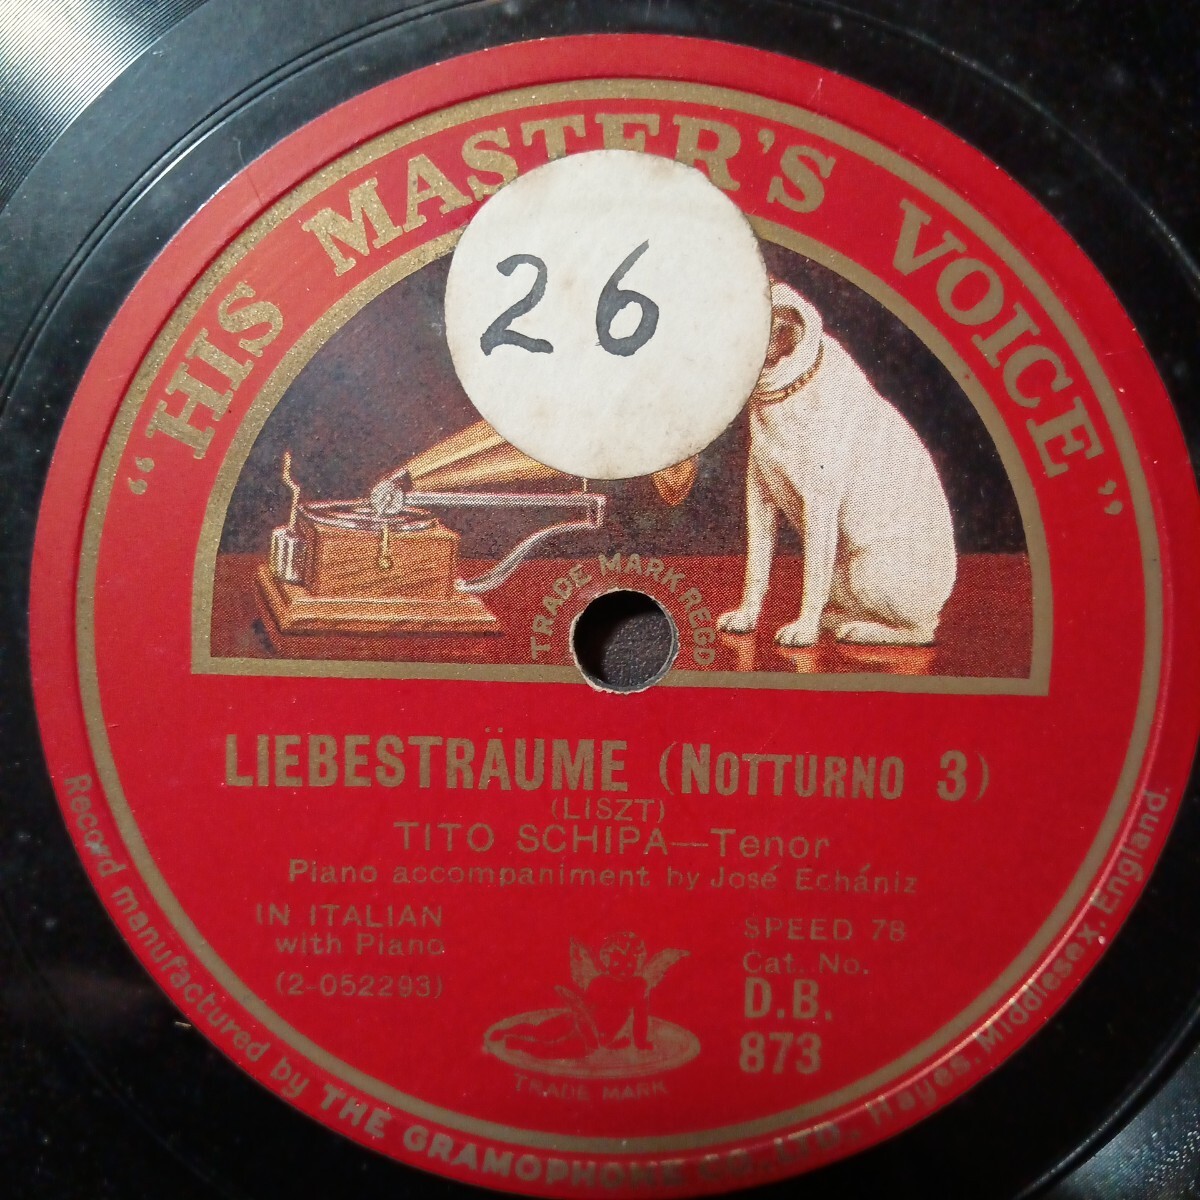 "HIS MASTER'S VOICE"
26
TRADE MARK REGD
LIEBESTRÄUME (NOTTURNO 3)
(LISZT)
TITO SCHIPA—Tenor
Piano accompaniment by José Echániz
IN ITALIAN
with Piano
(2-052293)
SPEED 78
Cat. No.
D.B.
873
TRADE MARK
Record manufactured by THE GRAMOPHONE CO., LTD., Hayes, Middlesex, England.